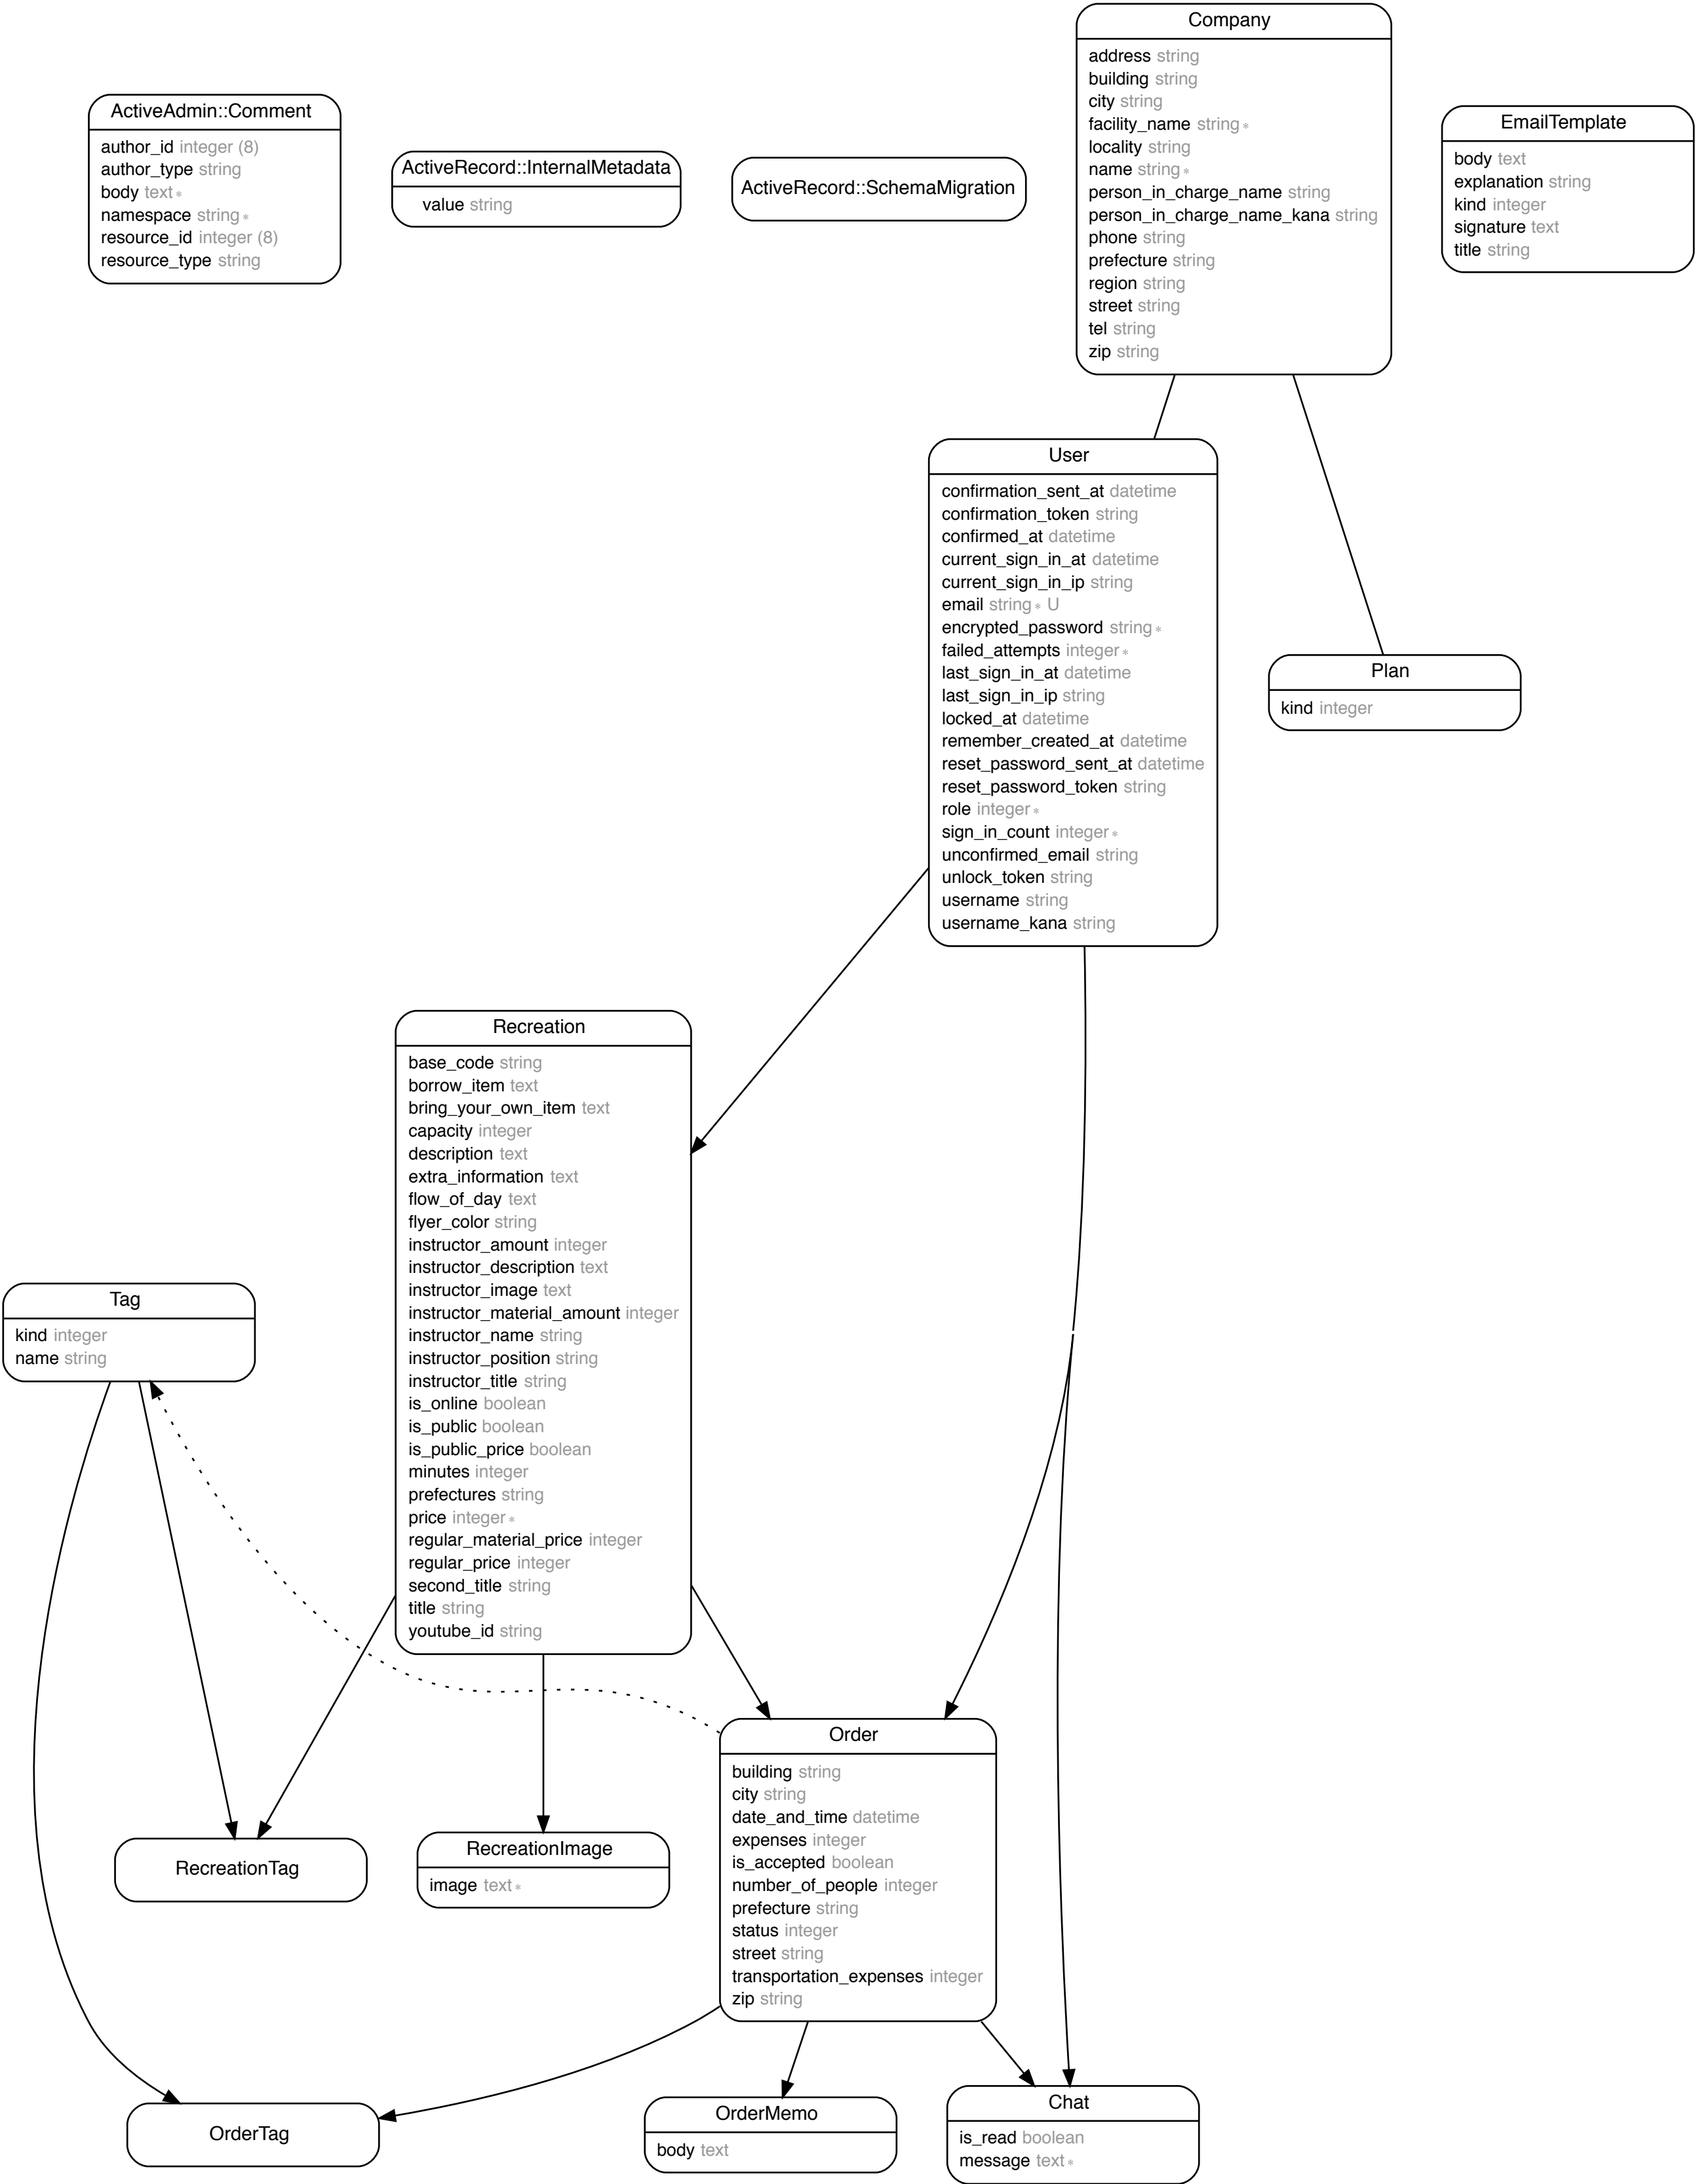 Company
address string
building string
city string
facility_name string *
locality string
name string *
person_in_charge_name string
person_in_charge_name_kana string
phone string
prefecture string
region string
street string
tel string
zip string
ActiveAdmin::Comment
author_id integer (8)
author_type string
body text *
namespace string *
resource_id integer (8)
resource_type string
ActiveRecord::InternalMetadata
value string
ActiveRecord::SchemaMigration
EmailTemplate
body text
explanation string
kind integer
signature text
title string
User
confirmation_sent_at datetime
confirmation_token string
confirmed_at datetime
current_sign_in_at datetime
current_sign_in_ip string
email string * U
encrypted_password string *
failed_attempts integer *
last_sign_in_at datetime
last_sign_in_ip string
locked_at datetime
remember_created_at datetime
reset_password_sent_at datetime
reset_password_token string
role integer *
sign_in_count integer *
unconfirmed_email string
unlock_token string
username string
username_kana string
Plan
kind integer
Recreation
base_code string
borrow_item text
bring_your_own_item text
capacity integer
description text
extra_information text
flow_of_day text
flyer_color string
instructor_amount integer
instructor_description text
instructor_image text
instructor_material_amount integer
instructor_name string
instructor_position string
instructor_title string
is_online boolean
is_public boolean
is_public_price boolean
minutes integer
prefectures string
price integer *
regular_material_price integer
regular_price integer
second_title string
title string
youtube_id string
Tag
kind integer
name string
Order
building string
city string
date_and_time datetime
expenses integer
is_accepted boolean
number_of_people integer
prefecture string
status integer
street string
transportation_expenses integer
zip string
RecreationTag
RecreationImage
image text *
OrderTag
OrderMemo
body text
Chat
is_read boolean
message text *